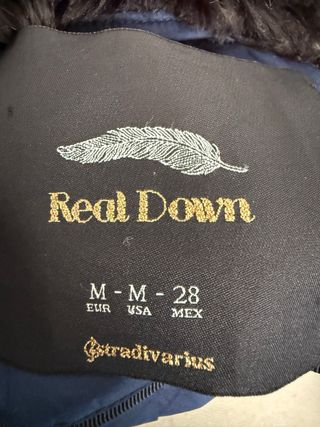 Real Down
M - M - 28
EUR USA MEX
stradivarius